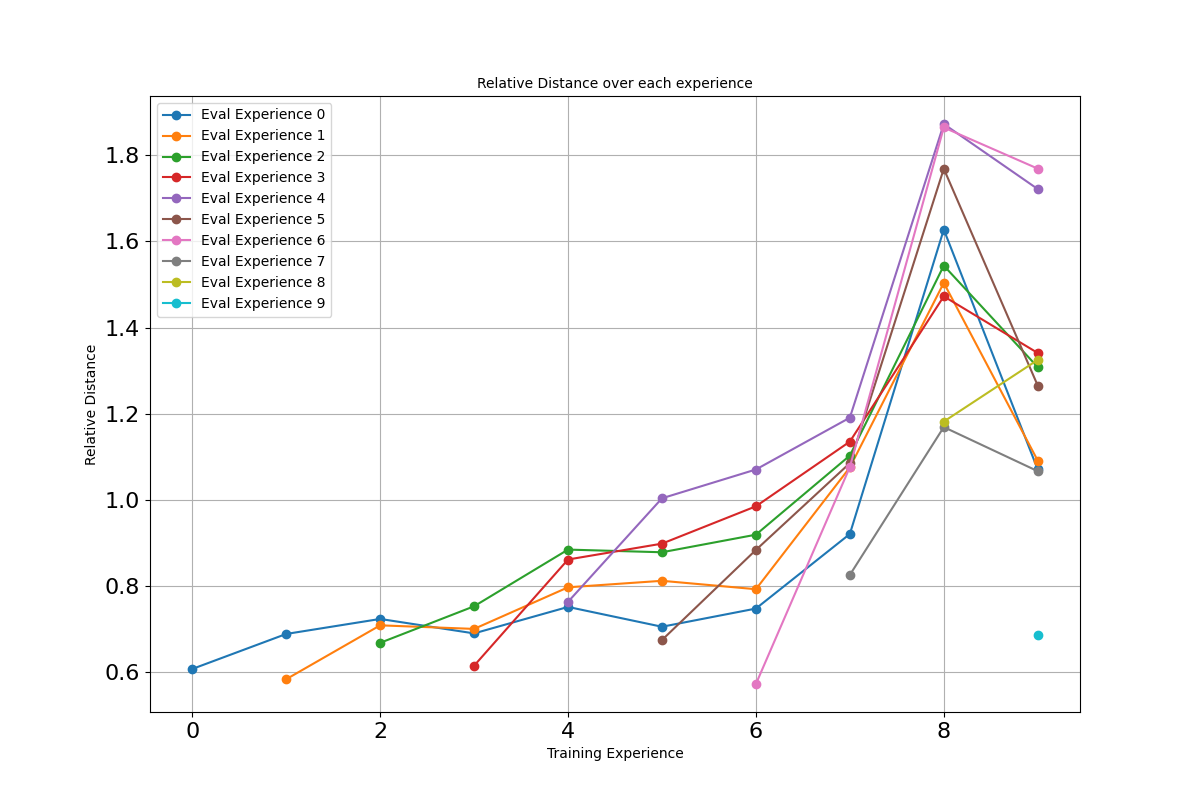 Relative Distance over each experience
Eval Experience 0
Eval Experience 1
Eval Experience 2
Eval Experience 3
Eval Experience 4
Eval Experience 5
Eval Experience 6
Eval Experience 7
Eval Experience 8
Eval Experience 9
1.8
1.6
1.4
1.2
1.0
0.8
0.6
Relative Distance
0 2 4 6 8
Training Experience